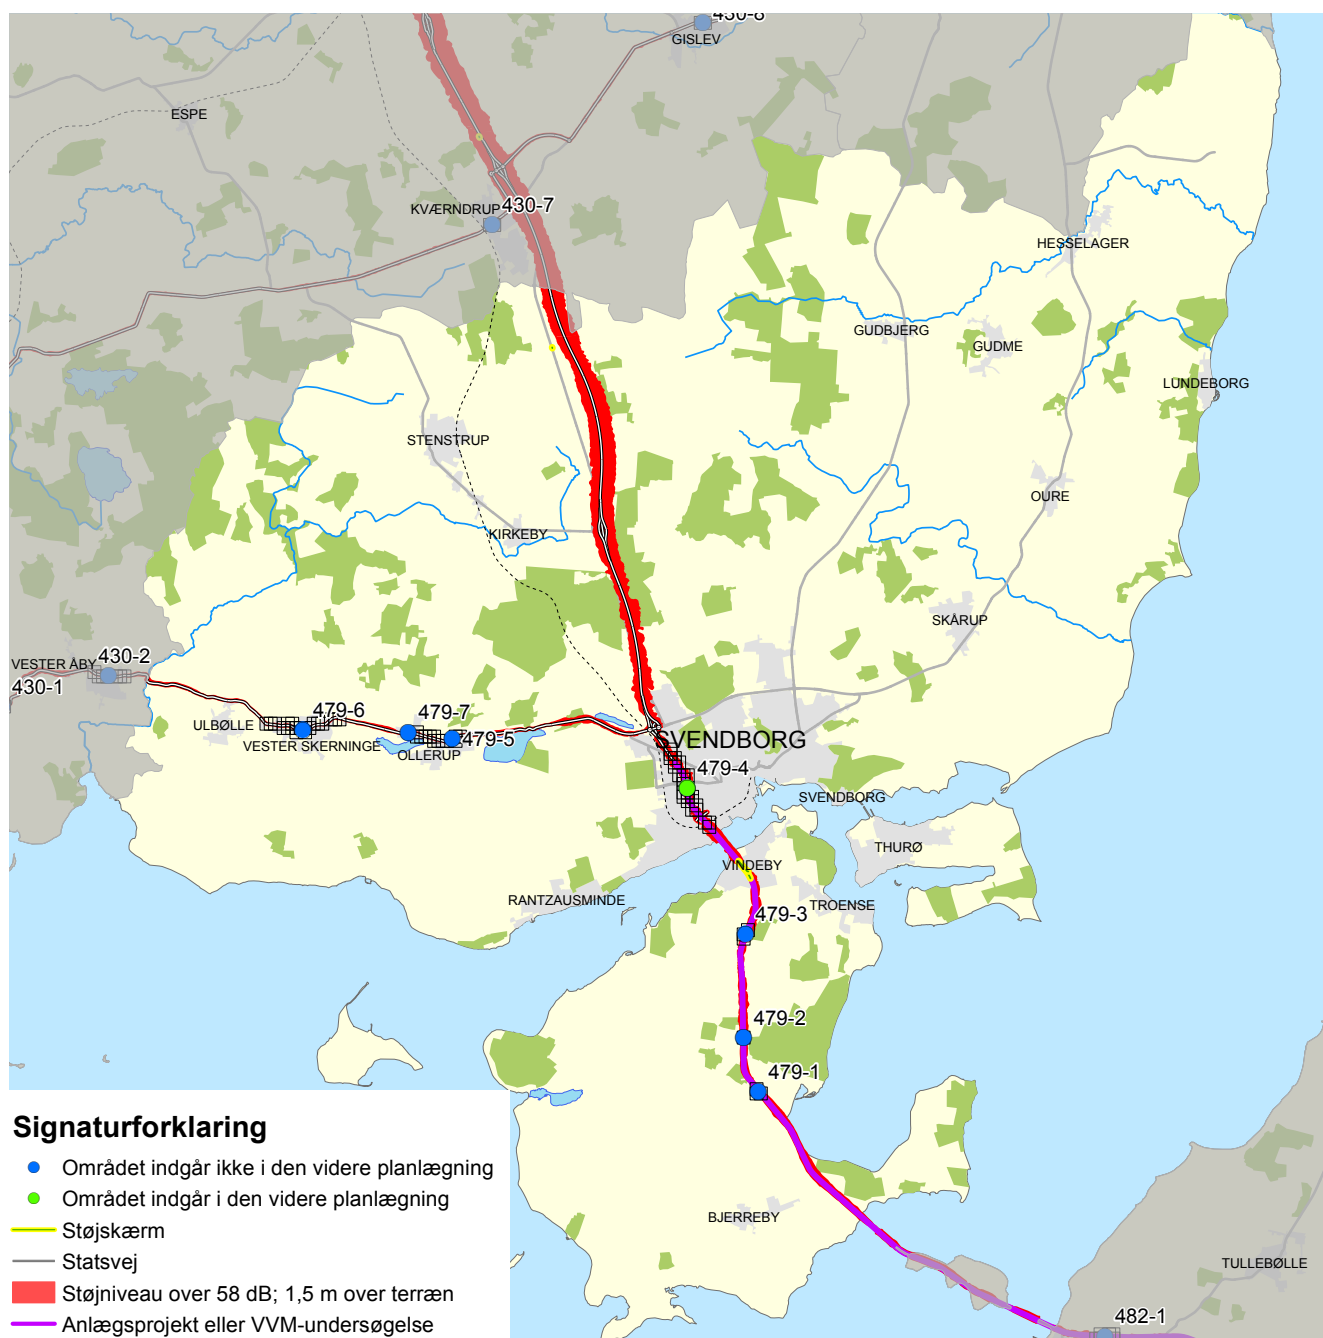 430-8
GISLEV
ESPE
KVÆRNDRUP
430-7
HESSELAGER
GUDBJERG
GUDME
LUNDEBORG
STENSTRUP
OURE
KIRKEBY
SKÅRUP
VESTER ÅBY
430-2
430-1
479-6
479-7
ULBØLLE
VESTER SKERNINGE
479-5
OLLERUP
SVENDBORG
479-4
SVENDBORG
THURØ
VINDEBY
RANTZAUSMINDE
TROENSE
479-3
479-2
479-1
BJERREBY
TULLEBØLLE
482-1
Signaturforklaring
Området indgår ikke i den videre planlægning
Området indgår i den videre planlægning
Støjskærm
Statsvej
Støjniveau over 58 dB; 1,5 m over terræn
Anlægsprojekt eller VVM-undersøgelse